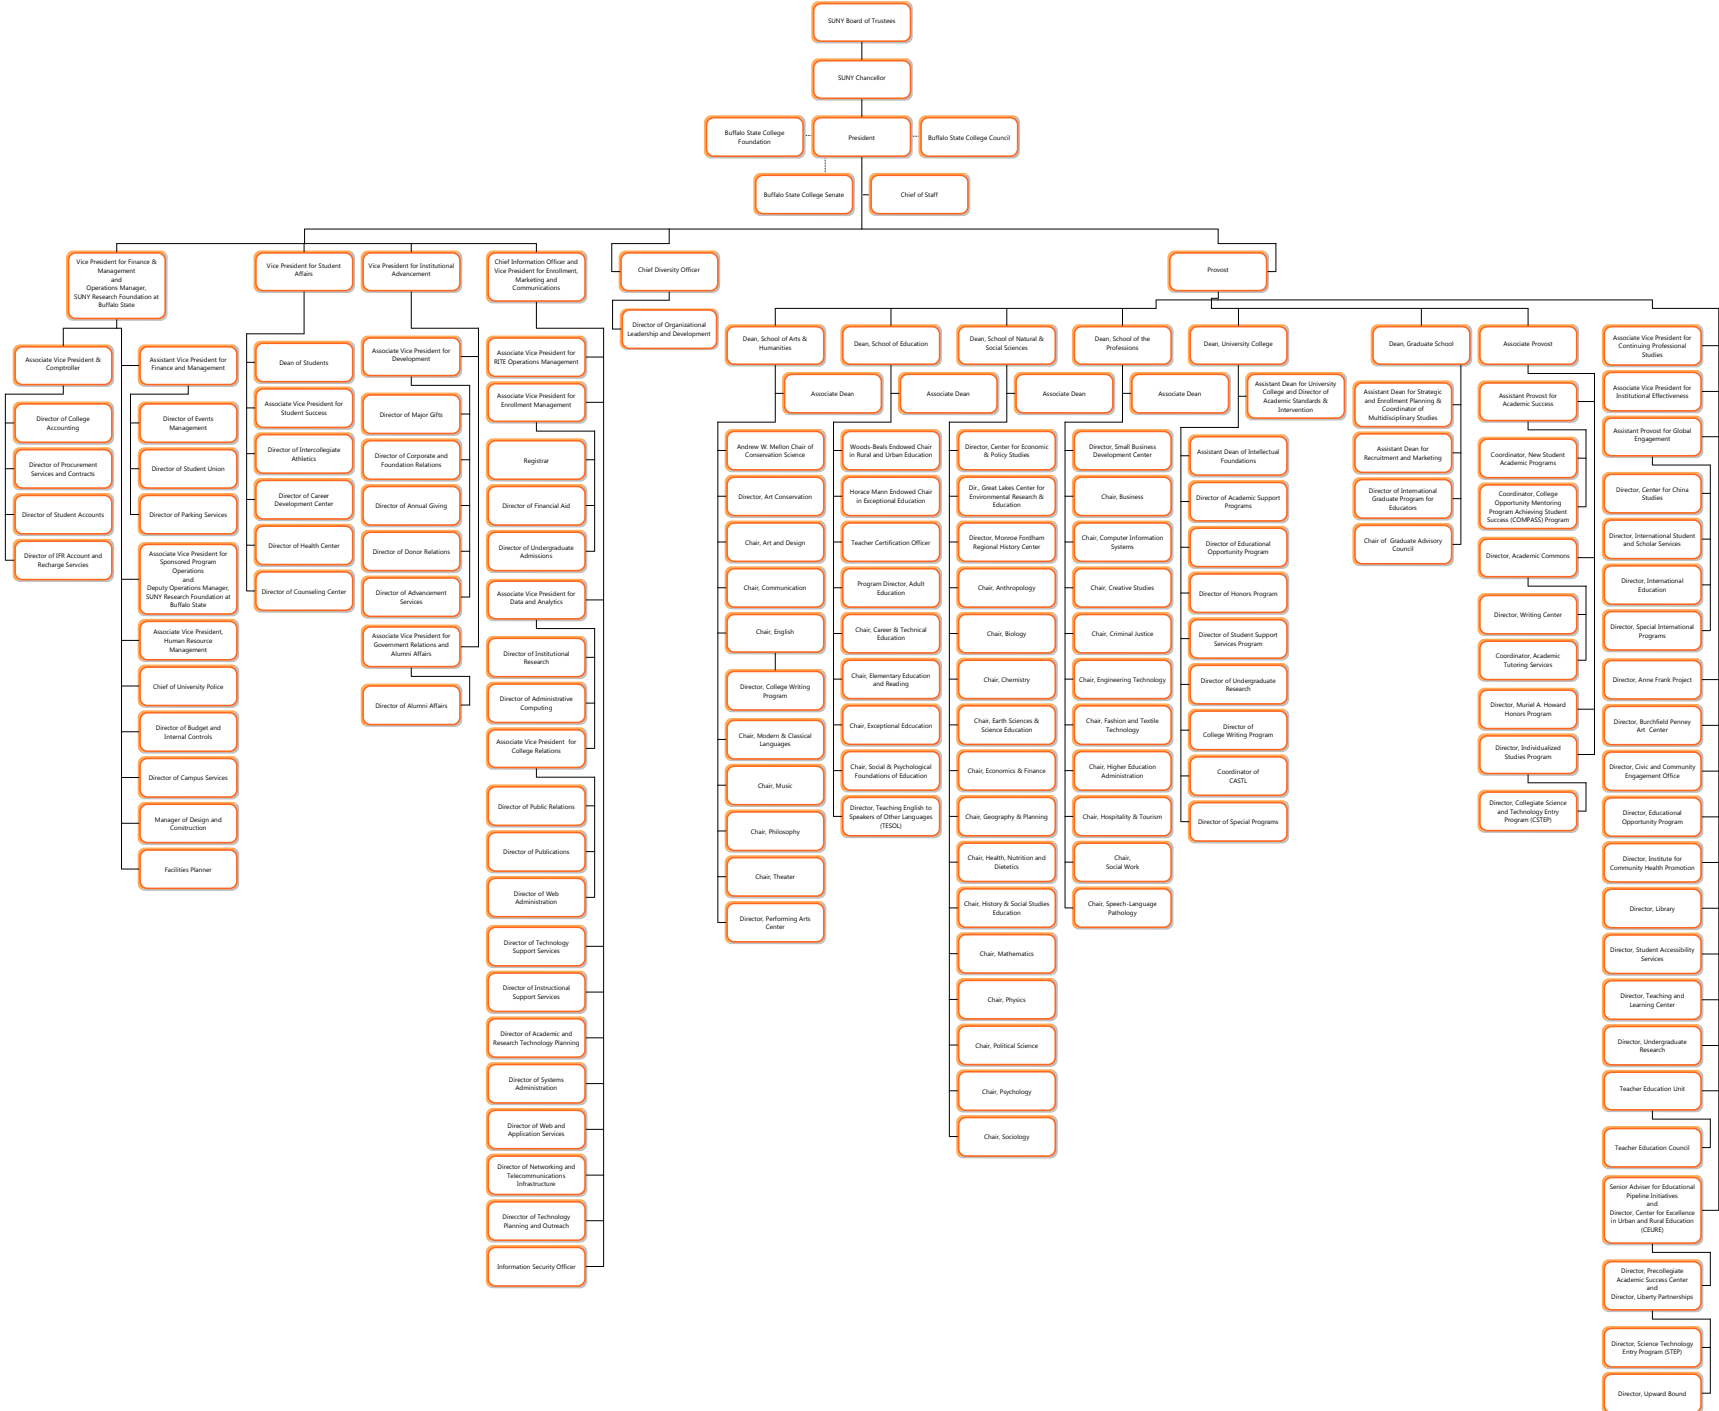 SUNY Board of Trustees
SUNY Chancellor
Buffalo State College
Foundation
President
Buffalo State College Council
Buffalo State College Senate
Chief of Staff
Vice President for Finance &
Management
and
Operations Manager,
SUNY Research Foundation at
Buffalo State
Vice President for Student
Affairs
Vice President for Institutional
Advancement
Chief Information Officer and
Vice President for Enrollment,
Marketing and
Communications
Chief Diversity Officer
Provost
Director of Organizational
Leadership and Development
Associate Vice President &
Comptroller
Director of College
Accounting
Director of Procurement
Services and Contracts
Director of Student Accounts
Director of IFR Account and
Recharge Servcies
Assistant Vice President for
Finance and Management
Director of Events
Management
Director of Student Union
Director of Parking Services
Associate Vice President for
Sponsored Program
Operations
and
Deputy Operations Manager,
SUNY Research Foundation at
Buffalo State
Associate Vice President,
Human Resource
Management
Chief of University Police
Director of Budget and
Internal Controls
Director of Campus Services
Manager of Design and
Construction
Facilities Planner
Dean of Students
Associate Vice President for
Student Success
Director of Intercollegiate
Athletics
Director of Career
Development Center
Director of Health Center
Director of Counseling Center
Associate Vice President for
Development
Director of Major Gifts
Director of Corporate and
Foundation Relations
Director of Annual Giving
Director of Donor Relations
Director of Advancement
Services
Associate Vice President for
Government Relations and
Alumni Affairs
Director of Alumni Affairs
Associate Vice President for
RITE Operations Management
Associate Vice President for
Enrollment Management
Registrar
Director of Financial Aid
Director of Undergraduate
Admissions
Associate Vice President for
Data and Analytics
Director of Institutional
Research
Director of Administrative
Computing
Associate Vice President for
College Relations
Director of Public Relations
Director of Publications
Director of Web
Administration
Director of Technology
Support Services
Director of Instructional
Support Services
Director of Academic and
Research Technology Planning
Director of Systems
Administration
Director of Web and
Application Services
Director of Networking and
Telecommunications
Infrastructure
Direcctor of Technology
Planning and Outreach
Information Security Officer
Dean, School of Arts &
Humanities
Associate Dean
Andrew W. Mellon Chair of
Conservation Science
Director, Art Conservation
Chair, Art and Design
Chair, Communication
Chair, English
Director, College Writing
Program
Chair, Modern & Classical
Languages
Chair, Music
Chair, Philosophy
Chair, Theater
Director, Performing Arts
Center
Dean, School of Education
Associate Dean
Woods-Beals Endowed Chair
in Rural and Urban Education
Horace Mann Endowed Chair
in Exceptional Education
Teacher Certification Officer
Program Director, Adult
Education
Chair, Career & Technical
Education
Chair, Elementary Education
and Reading
Chair, Exceptional Edcucation
Chair, Social & Psychological
Foundations of Education
Director, Teaching English to
Speakers of Other Languages
(TESOL)
Dean, School of Natural &
Social Sciences
Associate Dean
Director, Center for Economic
& Policy Studies
Dir., Great Lakes Center for
Environmental Research &
Education
Director, Monroe Fordham
Regional History Center
Chair, Anthropology
Chair, Biology
Chair, Chemistry
Chair, Earth Sciences &
Science Education
Chair, Economics & Finance
Chair, Geography & Planning
Chair, Health, Nutrition and
Dietetics
Chair, History & Social Studies
Education
Chair, Mathematics
Chair, Physics
Chair, Political Science
Chair, Psychology
Chair, Sociology
Dean, School of the
Professions
Associate Dean
Director, Small Business
Development Center
Chair, Business
Chair, Computer Information
Systems
Chair, Creative Studies
Chair, Criminal Justice
Chair, Engineering Technology
Chair, Fashion and Textile
Technology
Chair, Higher Education
Administration
Chair, Hospitality & Tourism
Chair,
Social Work
Chair, Speech-Language
Pathology
Dean, University College
Assistant Dean for University
College and Director of
Academic Standards &
Intervention
Assistant Dean of Intellectual
Foundations
Director of Academic Support
Programs
Director of Educational
Opportunity Program
Director of Honors Program
Director of Student Support
Services Program
Director of Undergraduate
Research
Director of
College Writing Program
Coordinator of
CASTL
Director of Special Programs
Dean, Graduate School
Assistant Dean for Strategic
and Enrollment Planning &
Coordinator of
Multidisciplinary Studies
Assistant Dean for
Recruitment and Marketing
Director of International
Graduate Program for
Educators
Chair of Graduate Advisory
Council
Associate Provost
Assistant Provost for
Academic Success
Coordinator, New Student
Academic Programs
Coordinator, College
Opportunity Mentoring
Program Achieving Student
Success (COMPASS) Program
Director, Academic Commons
Director, Writing Center
Coordinator, Academic
Tutoring Services
Director, Muriel A. Howard
Honors Program
Director, Individualized
Studies Program
Director, Collegiate Science
and Technology Entry
Program (CSTEP)
Associate Vice President for
Continuing Professional
Studies
Associate Vice President for
Institutional Effectiveness
Assistant Provost for Global
Engagement
Director, Center for China
Studies
Director, International Student
and Scholar Services
Director, International
Education
Director, Special International
Programs
Director, Anne Frank Project
Director, Burchfield Penney
Art Center
Director, Civic and Community
Engagement Office
Director, Educational
Opportunity Program
Director, Institute for
Community Health Promotion
Director, Library
Director, Student Accessibility
Services
Director, Teaching and
Learning Center
Director, Undergraduate
Research
Teacher Education Unit
Teacher Education Council
Senior Adviser for Educational
Pipeline Initiatives
and
Director, Center for Excellence
in Urban and Rural Education
(CEURE)
Director, Precollegiate
Academic Success Center
and
Director, Liberty Partnerships
Director, Science Technology
Entry Program (STEP)
Director, Upward Bound